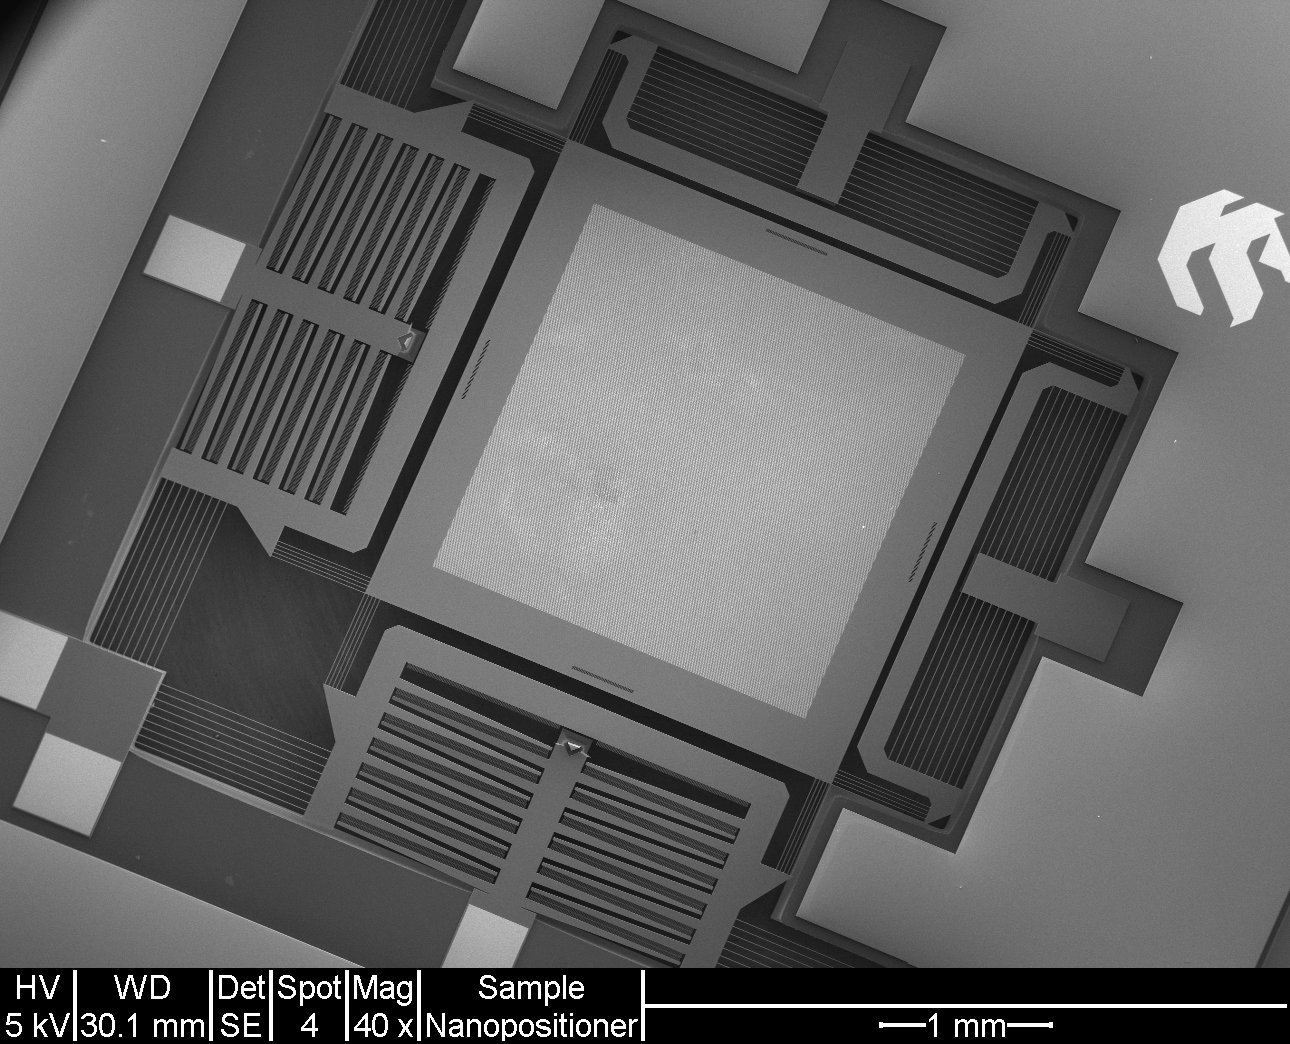 HV WD Det Spot Mag Sample
5 kV 30.1 mm SE 4 40 x Nanopositioner 1 mm